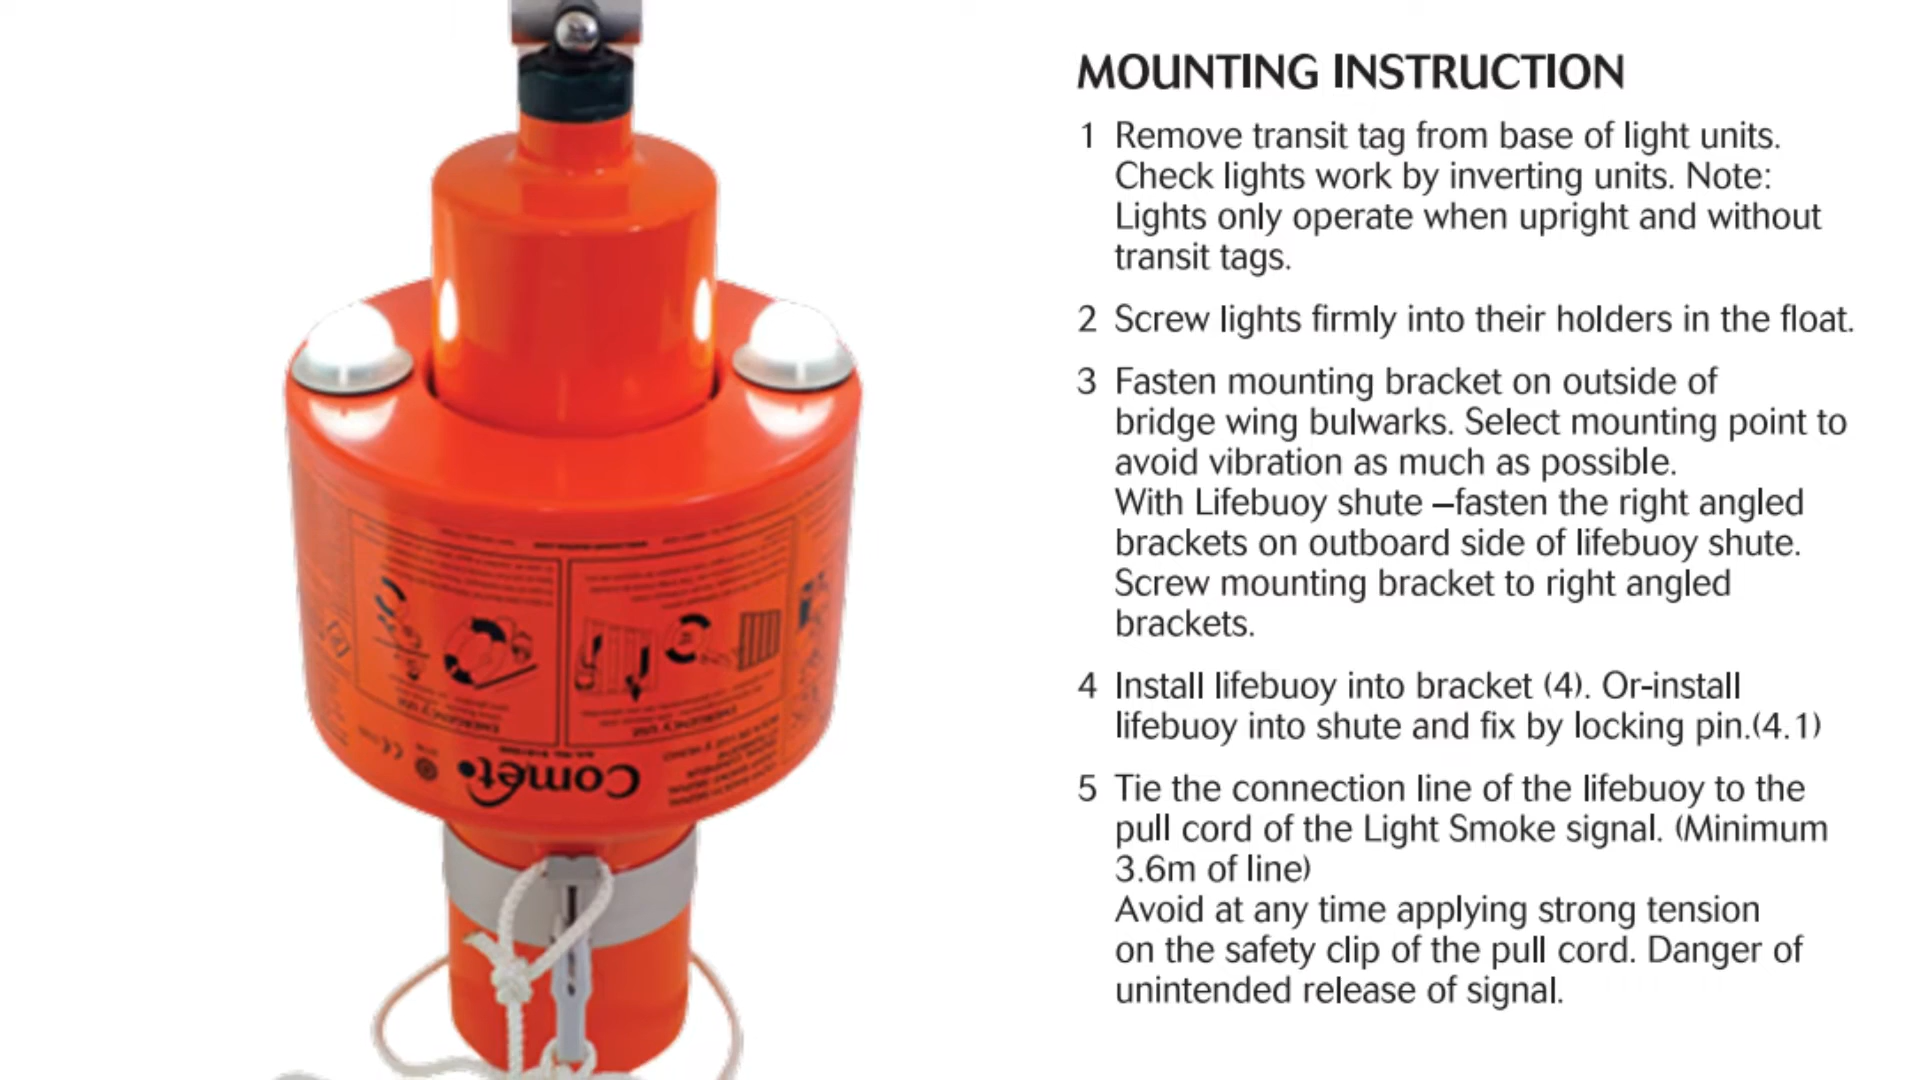 MOUNTING INSTRUCTION
1 Remove transit tag from base of light units.
Check lights work by inverting units. Note:
Lights only operate when upright and without
transit tags.
2 Screw lights firmly into their holders in the float.
3 Fasten mounting bracket on outside of
bridge wing bulwarks. Select mounting point to
avoid vibration as much as possible.
With Lifebuoy shute –fasten the right angled
brackets on outboard side of lifebuoy shute.
Screw mounting bracket to right angled
brackets.
4 Install lifebuoy into bracket (4). Or-install
lifebuoy into shute and fix by locking pin.(4.1)
5 Tie the connection line of the lifebuoy to the
pull cord of the Light Smoke signal. (Minimum
3.6m of line)
Avoid at any time applying strong tension
on the safety clip of the pull cord. Danger of
unintended release of signal.
EMERGENCY USE
EMERGENCY USE
Comet